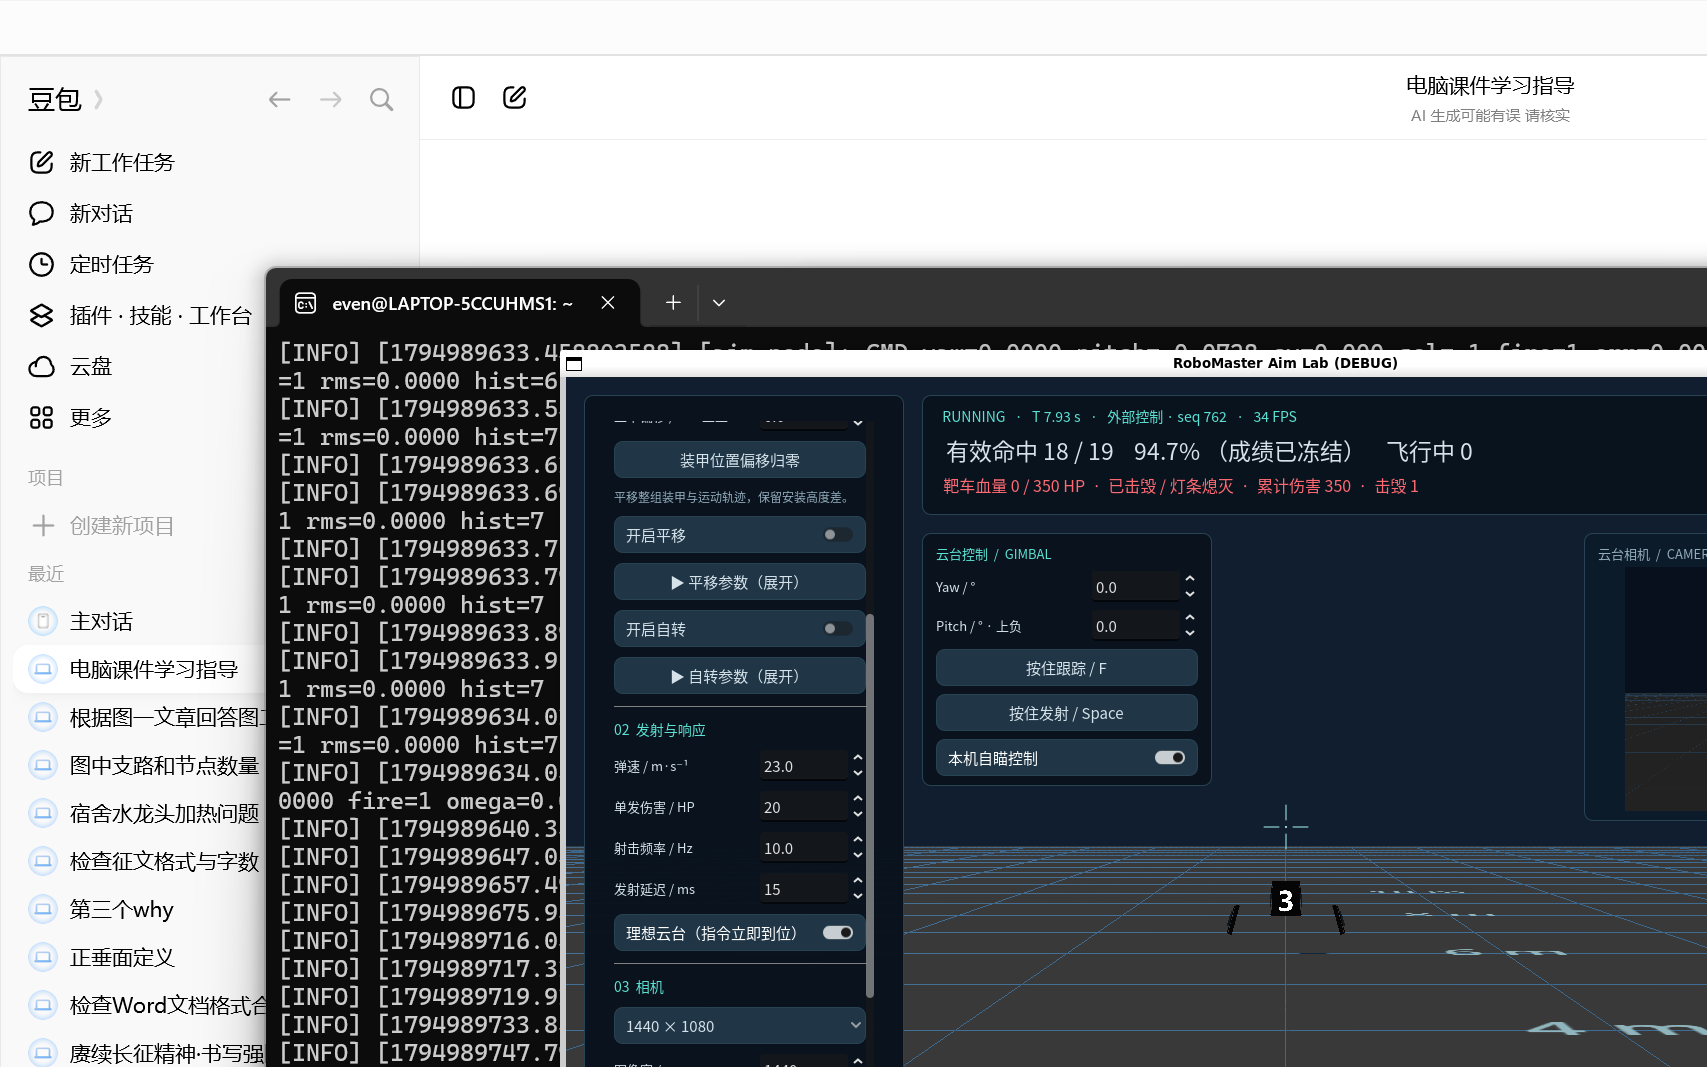 豆包
新工作任务
新对话
定时任务
插件 · 技能 · 工作台
云盘
更多
项目
创建新项目
最近
主对话
电脑课件学习指导
根据图一文章回答图
图中支路和节点数量
宿舍水龙头加热问题
检查征文格式与字数
第三个why
正垂面定义
检查Word文档格式合
赓续长征精神·书写强
电脑课件学习指导
AI 生成可能有误 请核实
even@LAPTOP-5CCUHMS1: ~
[INFO] [1794989633.4
=1 rms=0.0000 hist=6
[INFO] [1794989633.5
=1 rms=0.0000 hist=7
[INFO] [1794989633.6
[INFO] [1794989633.6
1 rms=0.0000 hist=7
[INFO] [1794989633.7
[INFO] [1794989633.7
1 rms=0.0000 hist=7
[INFO] [1794989633.8
[INFO] [1794989633.9
1 rms=0.0000 hist=7
[INFO] [1794989634.0
=1 rms=0.0000 hist=7
[INFO] [1794989634.0
0000 fire=1 omega=0.
[INFO] [1794989640.3
[INFO] [1794989647.0
[INFO] [1794989657.4
[INFO] [1794989675.9
[INFO] [1794989716.0
[INFO] [1794989717.3
[INFO] [1794989719.9
[INFO] [1794989733.8
[INFO] [1794989747.7
RoboMaster Aim Lab (DEBUG)
装甲位置偏移归零
平移整组装甲与运动轨迹，保留安装高度差。
开启平移
▶ 平移参数（展开）
开启自转
▶ 自转参数（展开）
02 发射与响应
弹速 / m·s⁻¹ 23.0
单发伤害 / HP 20
射击频率 / Hz 10.0
发射延迟 / ms 15
理想云台（指令立即到位）
03 相机
1440 × 1080
RUNNING · T 7.93 s · 外部控制 · seq 762 · 34 FPS
有效命中 18 / 19 94.7% （成绩已冻结） 飞行中 0
靶车血量 0 / 350 HP · 已击毁 / 灯条熄灭 · 累计伤害 350 · 击毁 1
云台控制 / GIMBAL
Yaw / ° 0.0
Pitch / ° · 上负 0.0
按住跟踪 / F
按住发射 / Space
本机自瞄控制
云台相机 / CAMER
3
6 m
4 m